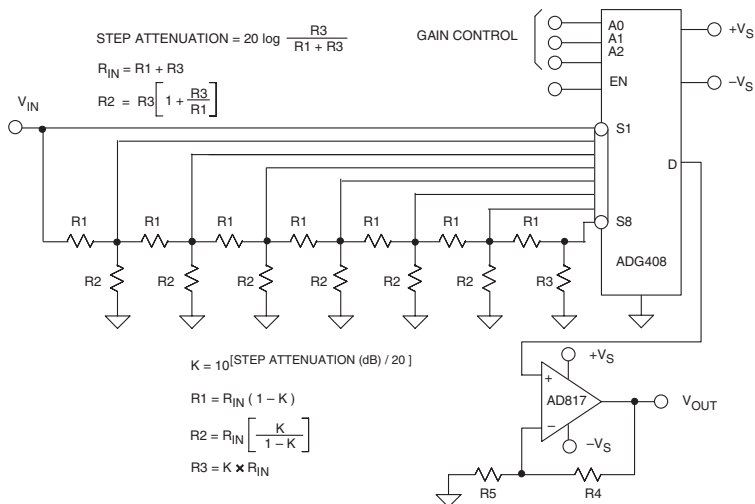 STEP ATTENUATION = 20 log R3 / R1 + R3
R_IN = R1 + R3
R2 = R3 [ 1 + R3 / R1 ]
GAIN CONTROL
A0
A1
A2
EN
+V_S
–V_S
V_IN
S1
D
S8
ADG408
R1 R1 R1 R1 R1 R1 R1
R2 R2 R2 R2 R2 R2 R3
K = 10^[STEP ATTENUATION (dB) / 20 ]
R1 = R_IN ( 1 – K )
R2 = R_IN [ K / 1 – K ]
R3 = K × R_IN
+V_S
+
AD817
–
–V_S
V_OUT
R5 R4